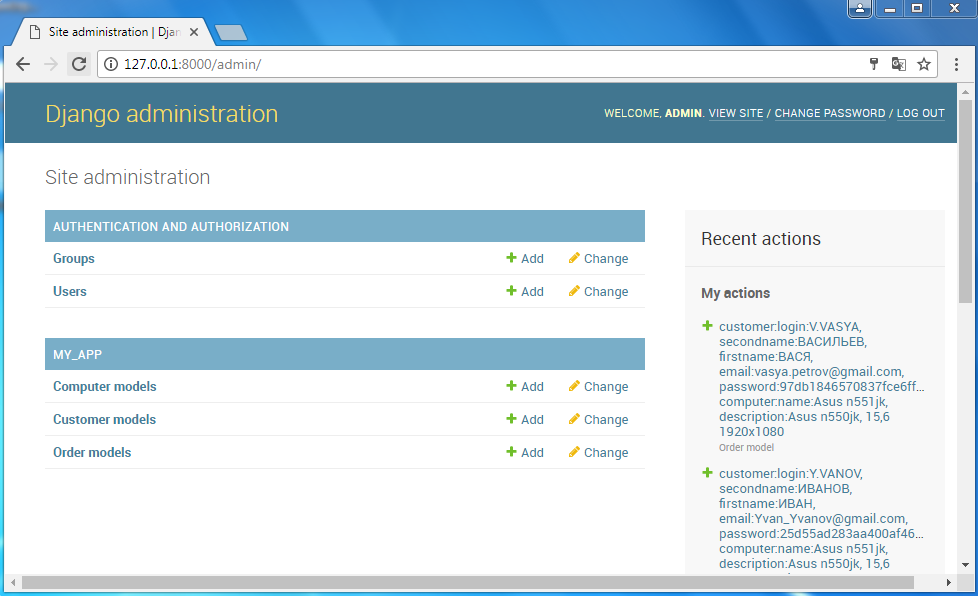 Site administration | Djan
127.0.0.1:8000/admin/
Django administration
WELCOME, ADMIN. VIEW SITE / CHANGE PASSWORD / LOG OUT
Site administration
AUTHENTICATION AND AUTHORIZATION
Groups Add Change
Users Add Change
MY_APP
Computer models Add Change
Customer models Add Change
Order models Add Change
Recent actions
My actions
customer:login:V.VASYA,
secondname:ВАСИЛЬЕВ,
firstname:ВАСЯ,
email:vasya.petrov@gmail.com,
password:97db1846570837fce6ff...
computer:name:Asus n551jk,
description:Asus n550jk, 15,6
1920x1080
Order model
customer:login:Y.VANOV,
secondname:ИВАНОВ,
firstname:ИВАН,
email:Yvan_Yvanov@gmail.com,
password:25d55ad283aa400af46...
computer:name:Asus n551jk,
description:Asus n550jk, 15,6